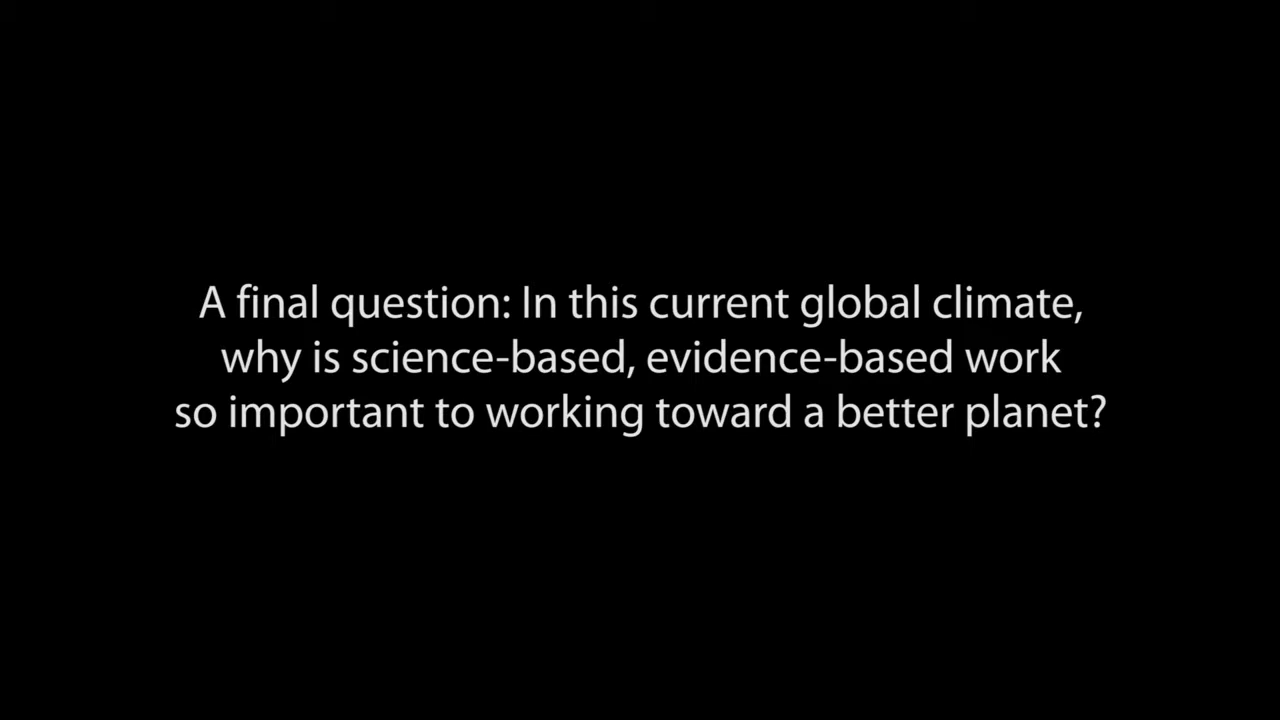 A final question: In this current global climate,
why is science-based, evidence-based work
so important to working toward a better planet?